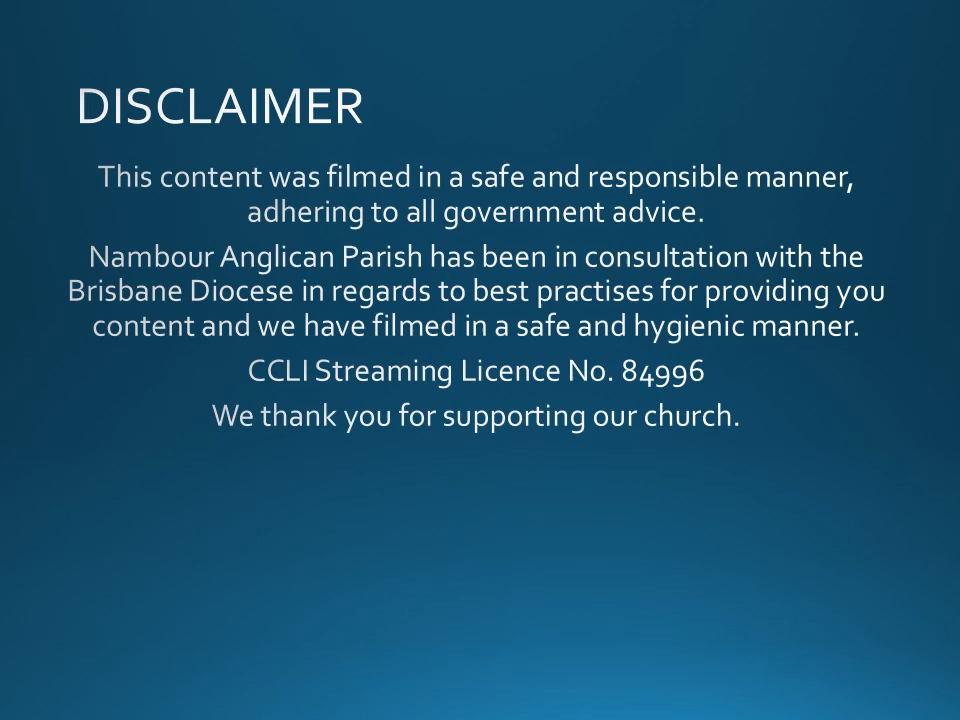 DISCLAIMER
This content was filmed in a safe and responsible manner,
adhering to all government advice.
Nambour Anglican Parish has been in consultation with the
Brisbane Diocese in regards to best practises for providing you
content and we have filmed in a safe and hygienic manner.
CCLI Streaming Licence No. 84996
We thank you for supporting our church.